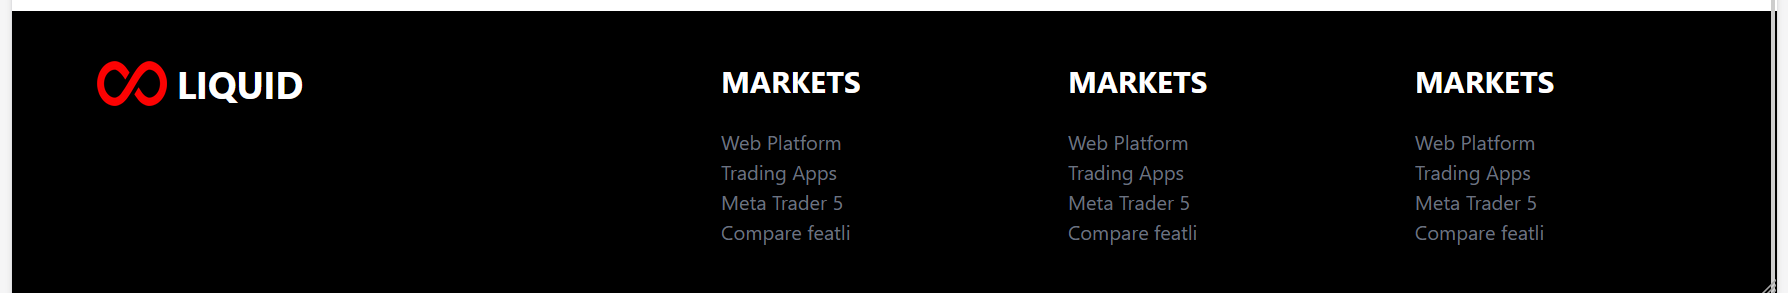 LIQUID
MARKETS
Web Platform
Trading Apps
Meta Trader 5
Compare featli
MARKETS
Web Platform
Trading Apps
Meta Trader 5
Compare featli
MARKETS
Web Platform
Trading Apps
Meta Trader 5
Compare featli